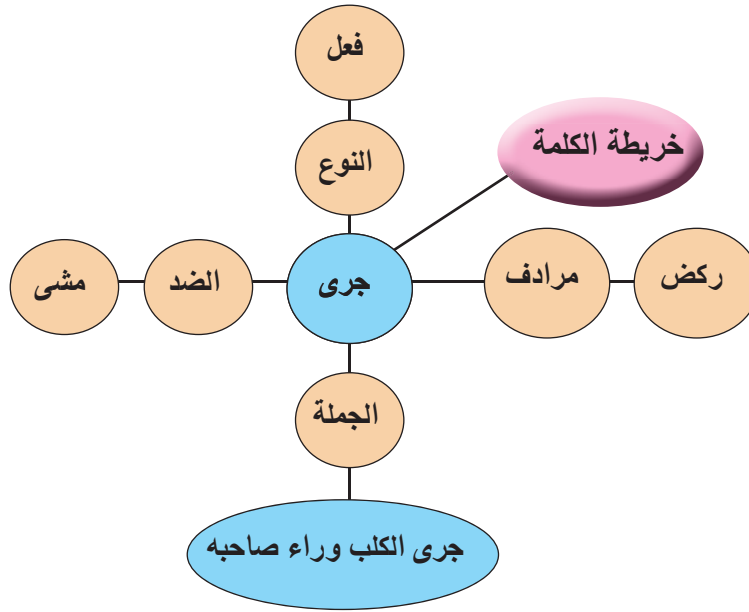 فعل
النوع
خريطة الكلمة
ركض
مرادف
جرى
الضد
مشى
الجملة
جرى الكلب وراء صاحبه